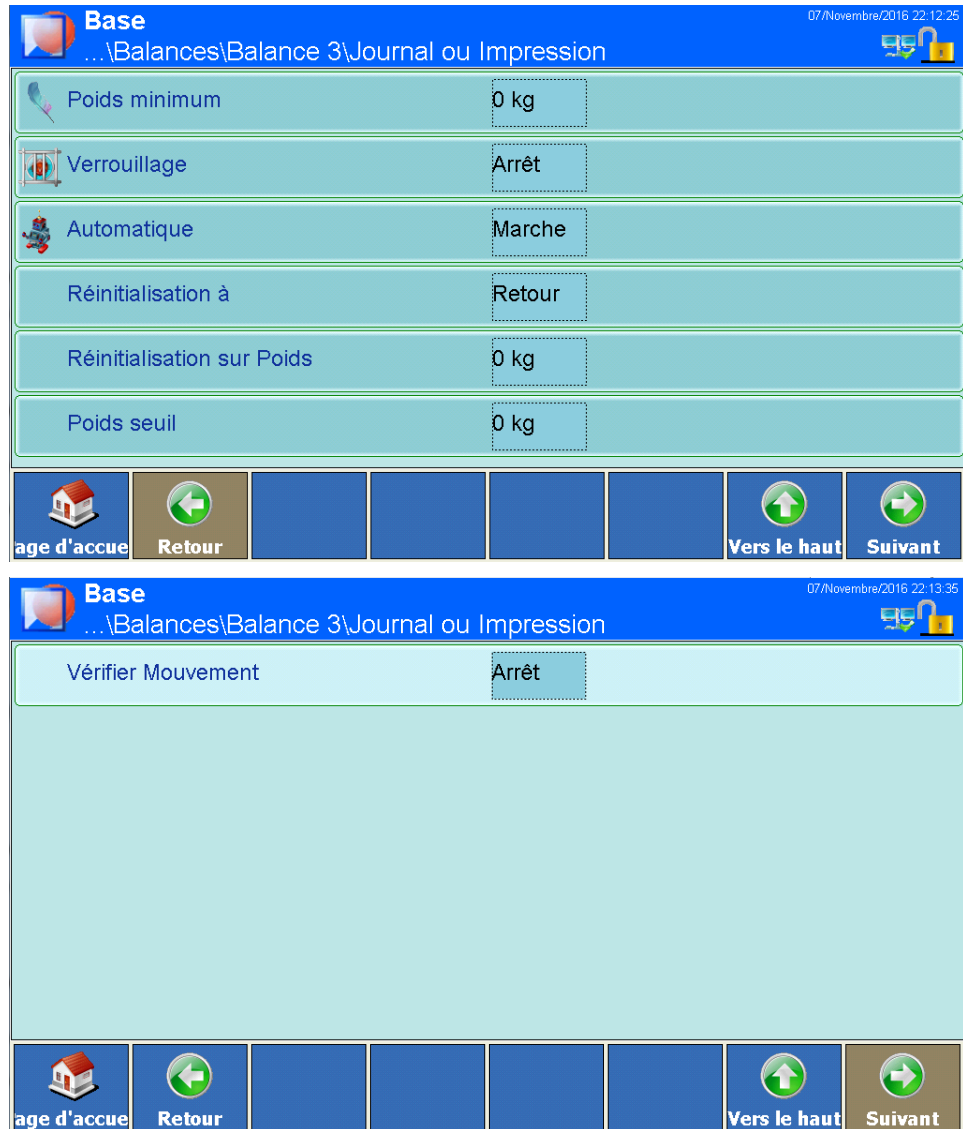 Base
07/Novembre/2016 22:12:25
...\Balances\Balance 3\Journal ou Impression
Poids minimum 0 kg
Verrouillage Arrêt
Automatique Marche
Réinitialisation à Retour
Réinitialisation sur Poids 0 kg
Poids seuil 0 kg
age d'accue Retour Vers le haut Suivant
Base
07/Novembre/2016 22:13:35
...\Balances\Balance 3\Journal ou Impression
Vérifier Mouvement Arrêt
age d'accue Retour Vers le haut Suivant